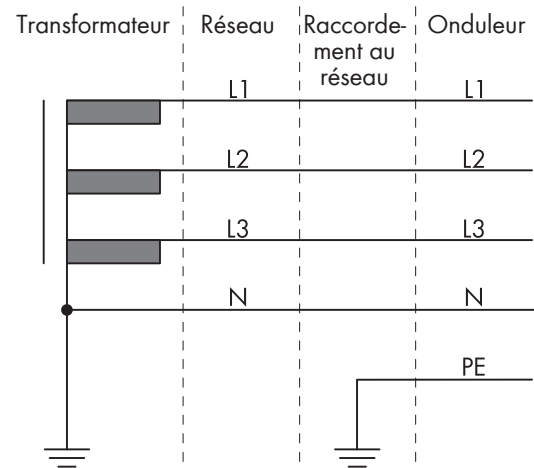 Transformateur
Réseau
Raccorde-
ment au
réseau
Onduleur
L1
L1
L2
L2
L3
L3
N
N
PE